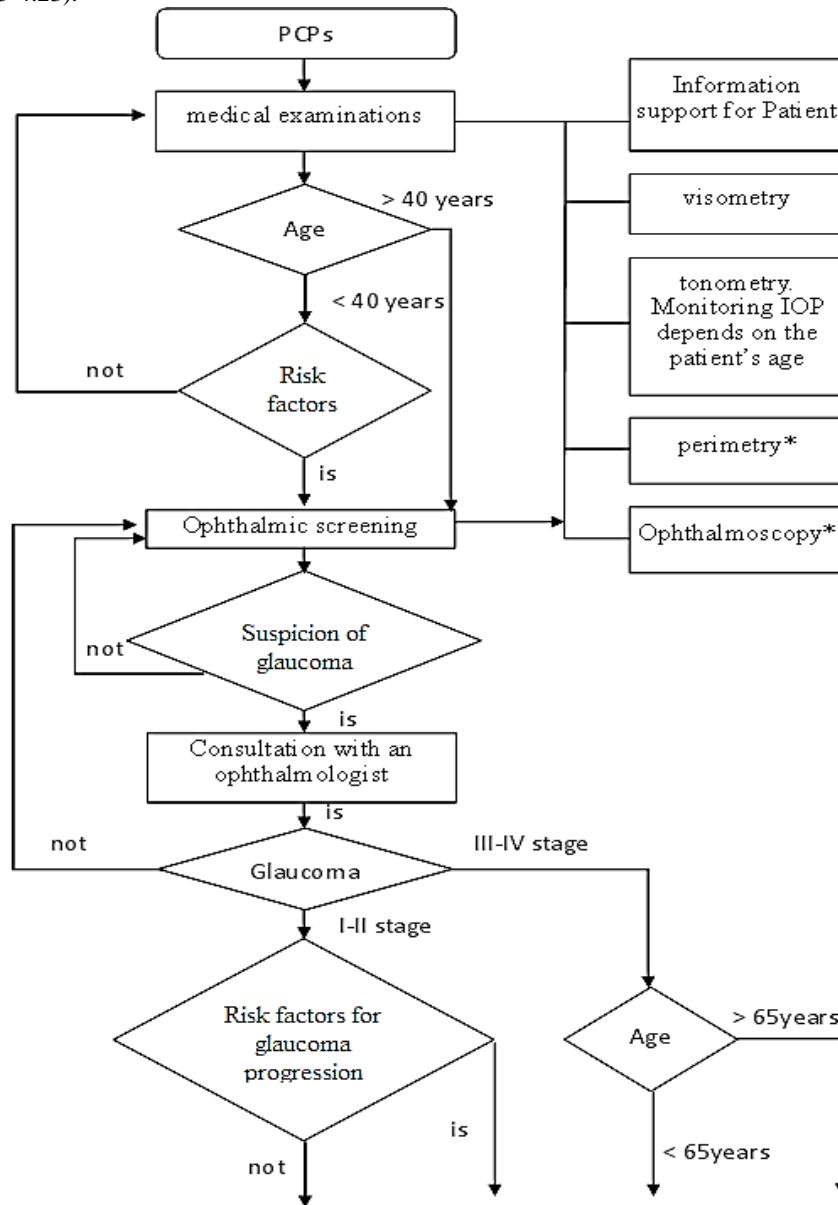 PCPs
medical examinations
Information
support for Patient
> 40 years
Age
visometry
< 40 years
tonometry.
Monitoring IOP
depends on the
patient's age
not
Risk
factors
is
perimetry*
Ophthalmic screening
Ophthalmoscopy*
Suspicion of
glaucoma
not
is
Consultation with an
ophthalmologist
is
not
III-IV stage
Glaucoma
I-II stage
Risk factors for
glaucoma
progression
Age
> 65years
is
< 65years
not